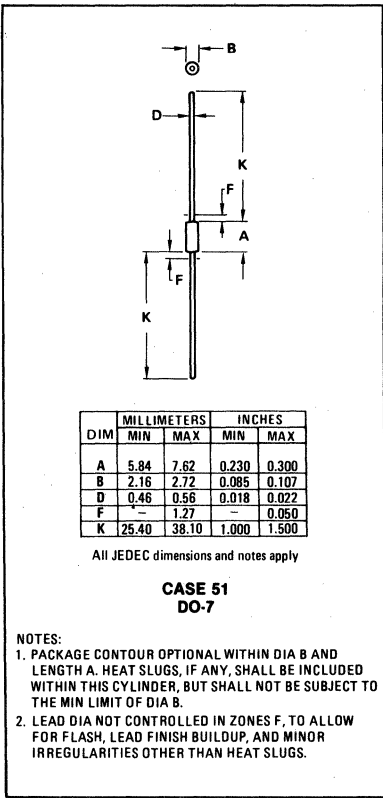 B
D
K
F
A
F
K
MILLIMETERS INCHES
DIM MIN MAX MIN MAX
A 5.84 7.62 0.230 0.300
B 2.16 2.72 0.085 0.107
D 0.46 0.56 0.018 0.022
F – 1.27 – 0.050
K 25.40 38.10 1.000 1.500
All JEDEC dimensions and notes apply
CASE 51
DO-7
NOTES:
1. PACKAGE CONTOUR OPTIONAL WITHIN DIA B AND
LENGTH A. HEAT SLUGS, IF ANY, SHALL BE INCLUDED
WITHIN THIS CYLINDER, BUT SHALL NOT BE SUBJECT TO
THE MIN LIMIT OF DIA B.
2. LEAD DIA NOT CONTROLLED IN ZONES F, TO ALLOW
FOR FLASH, LEAD FINISH BUILDUP, AND MINOR
IRREGULARITIES OTHER THAN HEAT SLUGS.